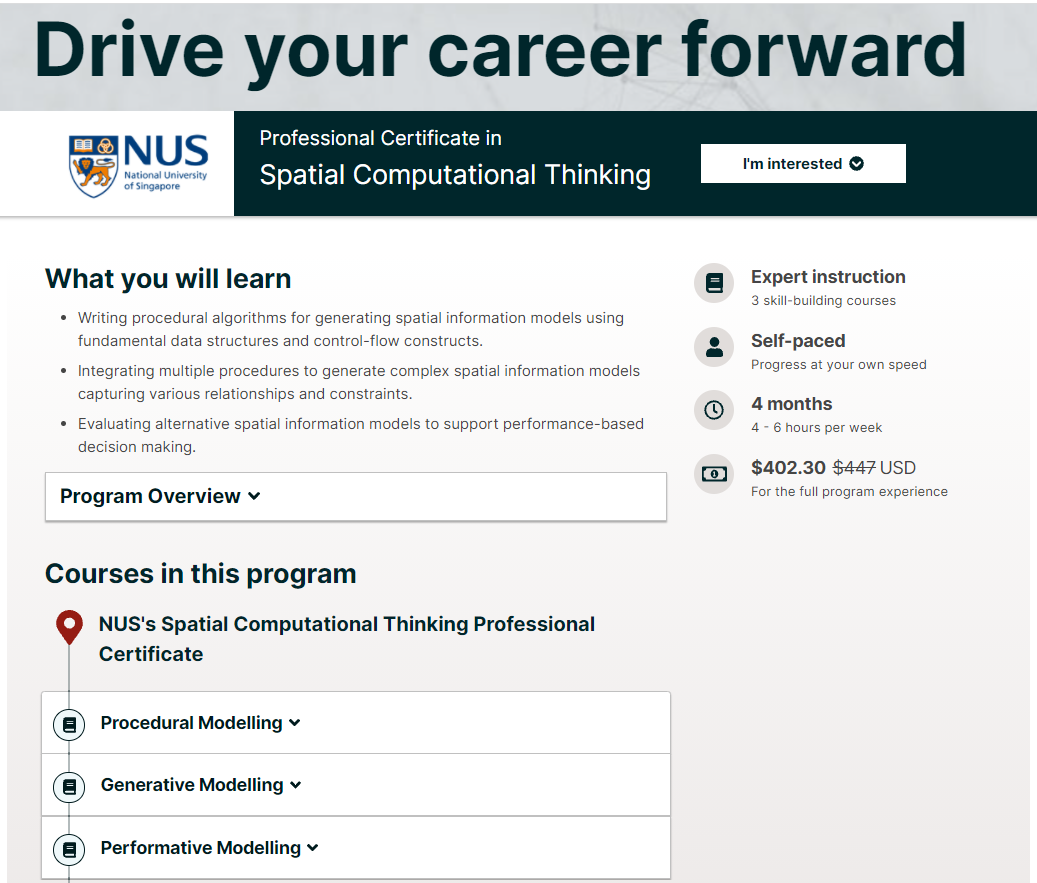 Drive your career forward
NUS
National University
of Singapore
Professional Certificate in
Spatial Computational Thinking
I'm interested
What you will learn
Writing procedural algorithms for generating spatial information models using
fundamental data structures and control-flow constructs.
Integrating multiple procedures to generate complex spatial information models
capturing various relationships and constraints.
Evaluating alternative spatial information models to support performance-based
decision making.
Program Overview
Expert instruction
3 skill-building courses
Self-paced
Progress at your own speed
4 months
4 - 6 hours per week
$402.30 $447 USD
For the full program experience
Courses in this program
NUS's Spatial Computational Thinking Professional
Certificate
Procedural Modelling
Generative Modelling
Performative Modelling